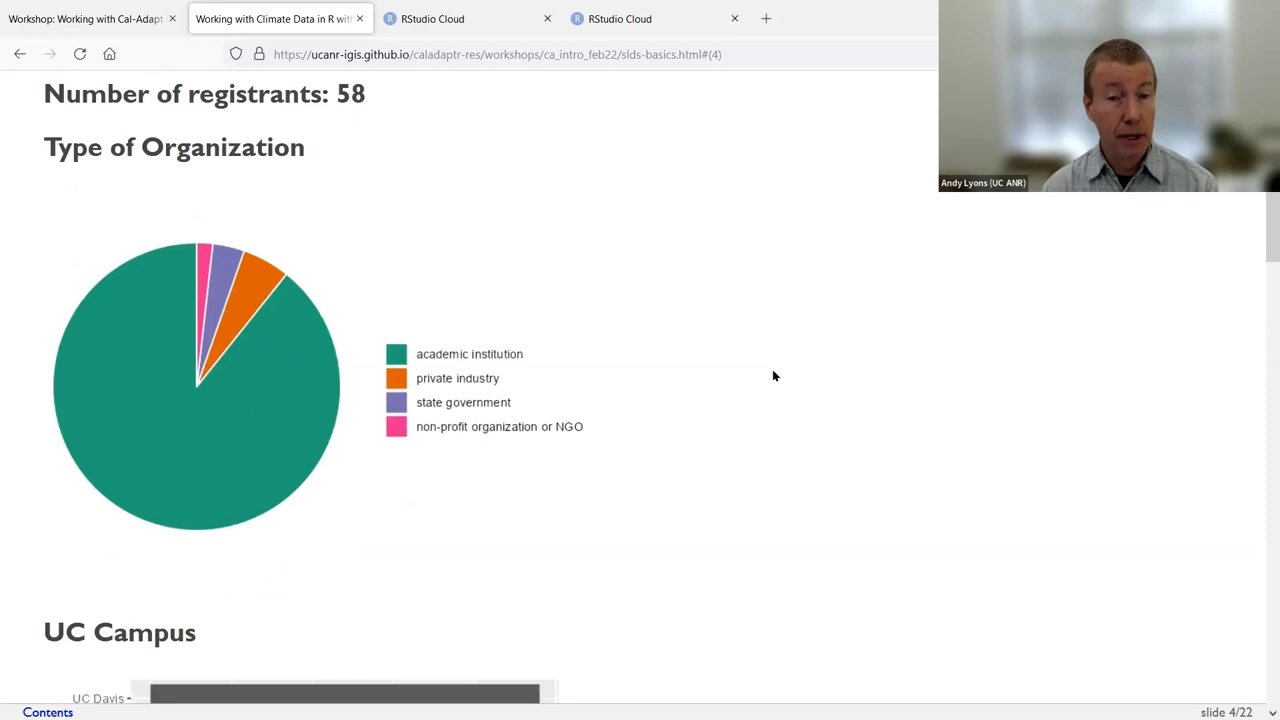 Workshop: Working with Cal-Adapt
Working with Climate Data in R with
RStudio Cloud
RStudio Cloud
https://ucanr-igis.github.io/caladaptr-res/workshops/ca_intro_feb22/slds-basics.html#(4)
Andy Lyons (UC ANR)
Number of registrants: 58
Type of Organization
academic institution
private industry
state government
non-profit organization or NGO
UC Campus
UC Davis
Contents
slide 4/22